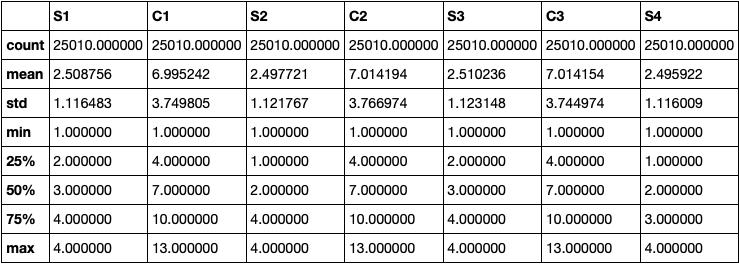 S1 C1 S2 C2 S3 C3 S4
count 25010.000000 25010.000000 25010.000000 25010.000000 25010.000000 25010.000000 25010.000000
mean 2.508756 6.995242 2.497721 7.014194 2.510236 7.014154 2.495922
std 1.116483 3.749805 1.121767 3.766974 1.123148 3.744974 1.116009
min 1.000000 1.000000 1.000000 1.000000 1.000000 1.000000 1.000000
25% 2.000000 4.000000 1.000000 4.000000 2.000000 4.000000 1.000000
50% 3.000000 7.000000 2.000000 7.000000 3.000000 7.000000 2.000000
75% 4.000000 10.000000 4.000000 10.000000 4.000000 10.000000 3.000000
max 4.000000 13.000000 4.000000 13.000000 4.000000 13.000000 4.000000